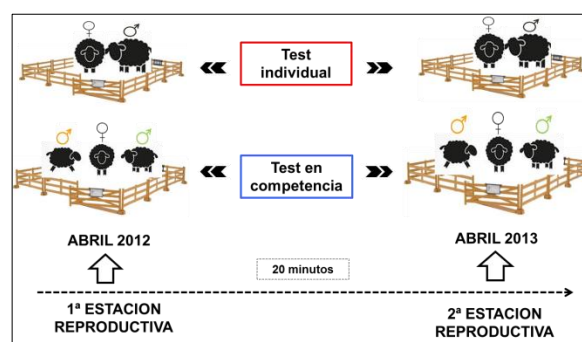 Test
individual
Test en
competencia
ABRIL 2012
ABRIL 2013
20 minutos
1ª ESTACION
REPRODUCTIVA
2ª ESTACION
REPRODUCTIVA